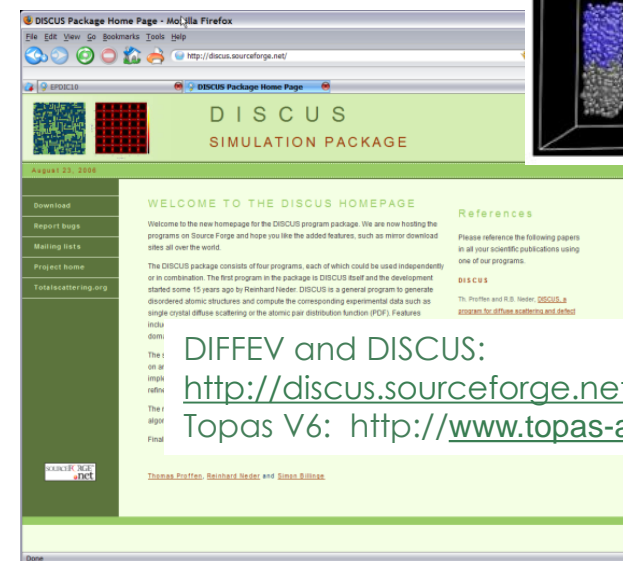 DISCUS Package Home Page - Mozilla Firefox
File Edit View Go Bookmarks Tools Help
http://discus.sourceforge.net/
EPDIC10
DISCUS Package Home Page
DISCUS
SIMULATION PACKAGE
August 23, 2006
Download
Report bugs
Mailing lists
Project home
Totalscattering.org
WELCOME TO THE DISCUS HOMEPAGE
Welcome to the new homepage for the DISCUS program package. We are now hosting the
programs on Source Forge and hope you like the added features, such as mirror download
sites all over the world.
The DISCUS package consists of four programs, each of which could be used independently
or in combination. The first program in the package is DISCUS itself and the development
started some 15 years ago by Reinhard Neder. DISCUS is a general program to generate
disordered atomic structures and compute the corresponding experimental data such as
single crystal diffuse scattering or the atomic pair distribution function (PDF). Features
References
Please reference the following papers
in all your scientific publications using
one of our programs.
DISCUS
Th. Proffen and R.B. Neder, DISCUS, a
program for diffuse scattering and defect
DIFFEV and DISCUS:
http://discus.sourceforge.net
Topas V6: http://www.topas-a
Thomas Proffen, Reinhard Neder and Simon Billinge
SOURCEFORGE
.net
Done